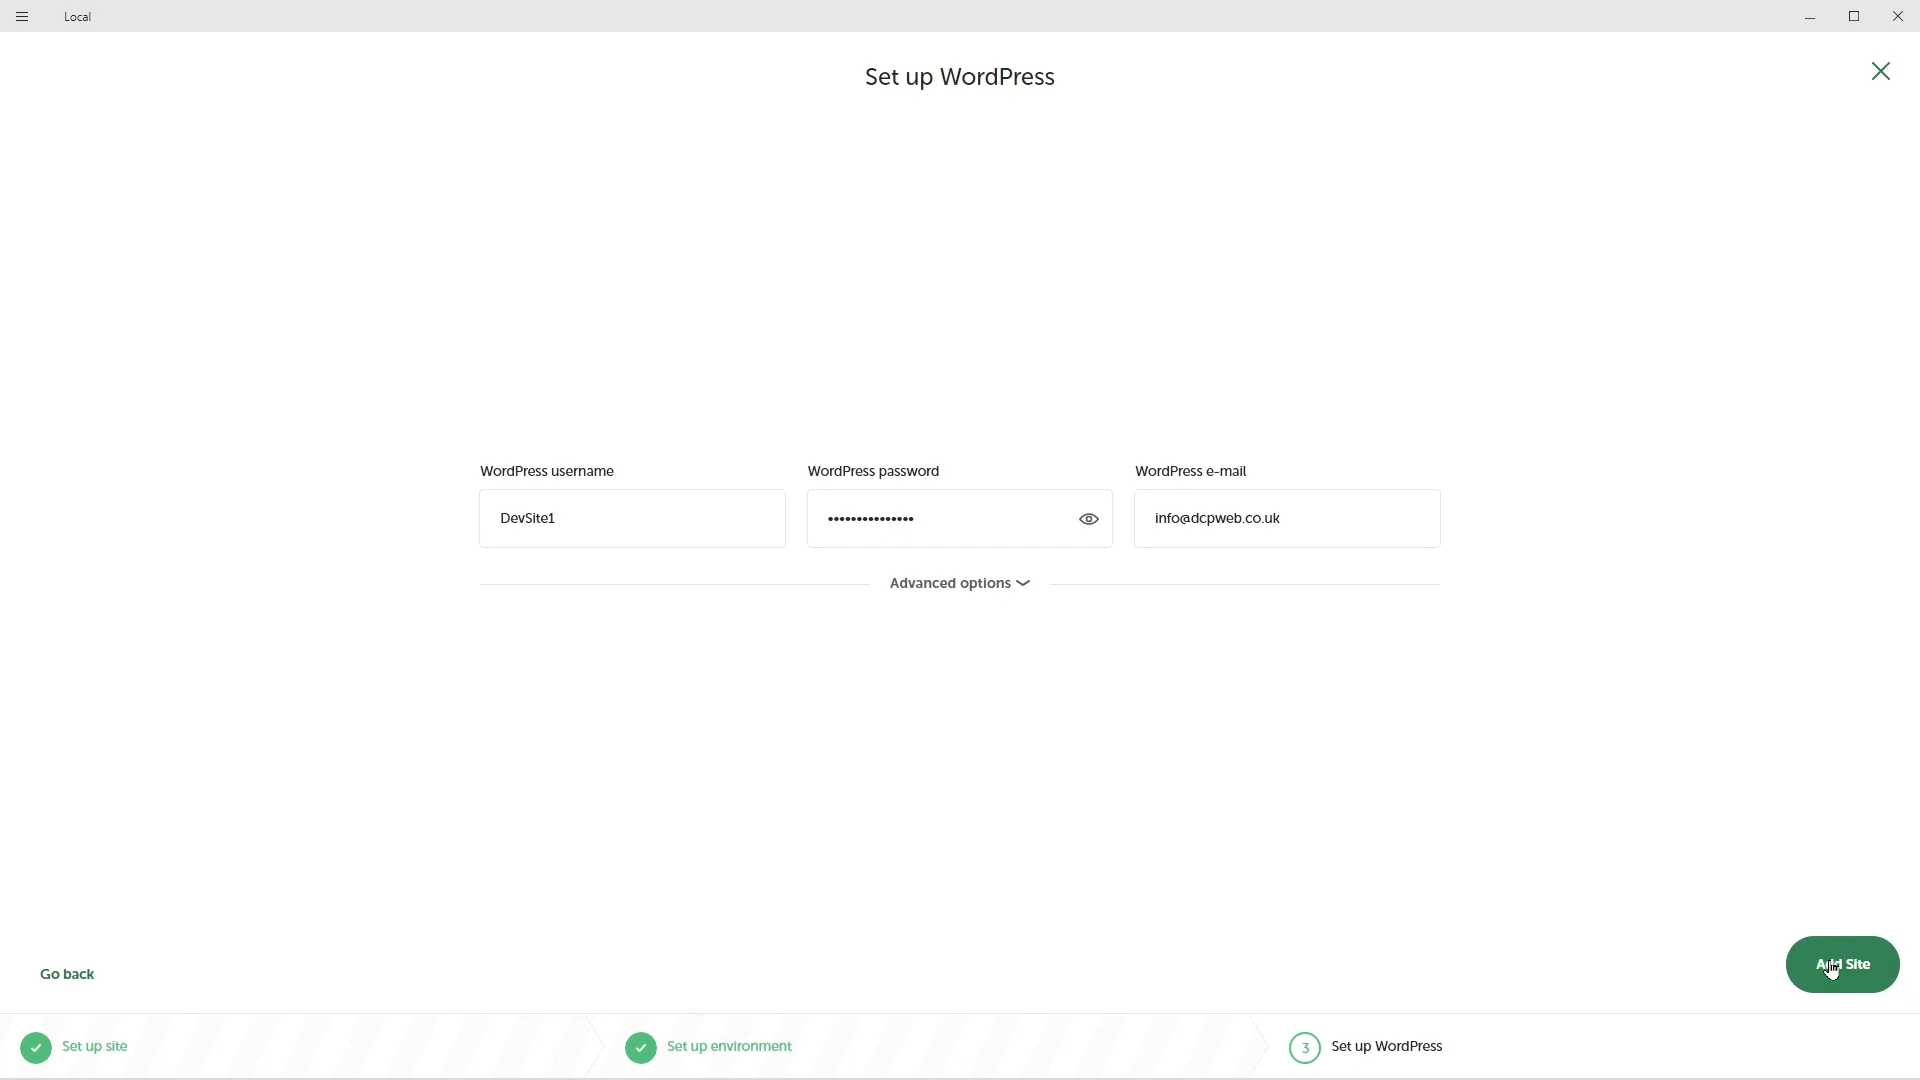 Local
Set up WordPress
WordPress username
WordPress password
WordPress e-mail
DevSite1
•••••••••••••••
info@dcpweb.co.uk
Advanced options
Go back
Add Site
Set up site
Set up environment
3
Set up WordPress